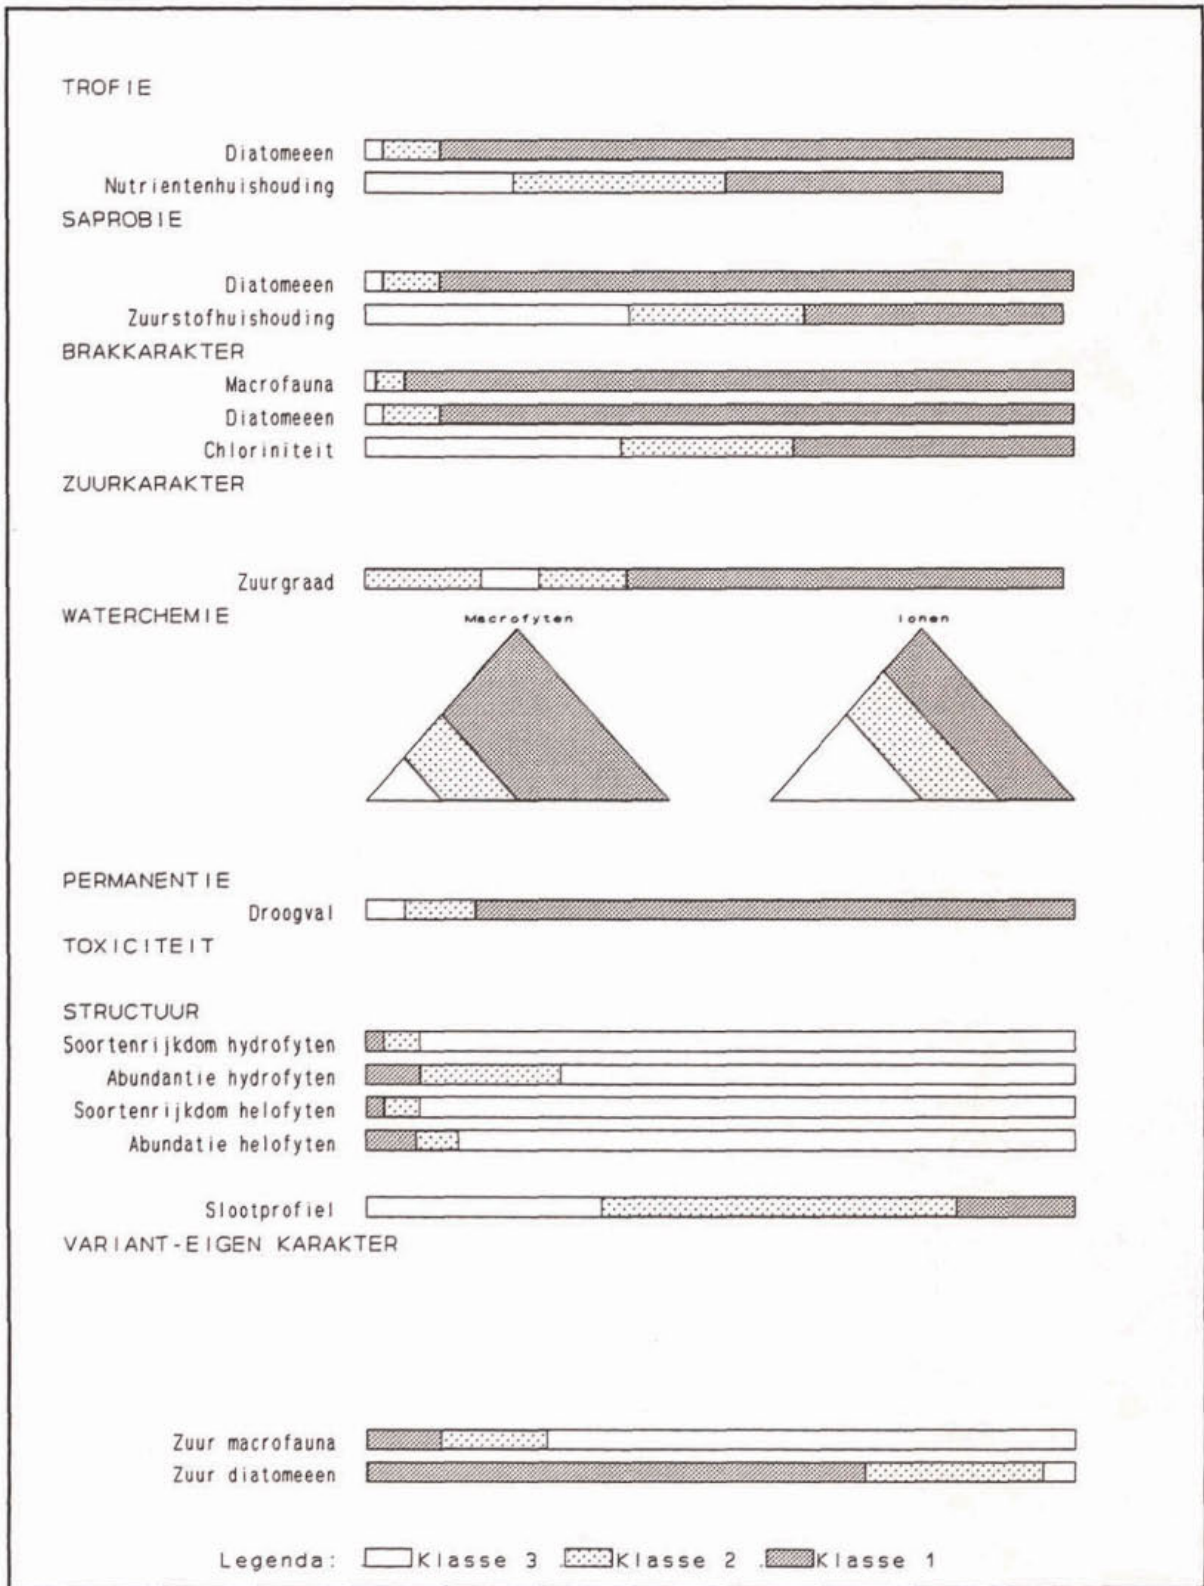 TROFIE
Diatomeeen
Nutrientenhuishouding
SAPROBIE
Diatomeeen
Zuurstofhuishouding
BRAKKARAKTER
Macrofauna
Diatomeeen
Chloriniteit
ZUURKARAKTER
Zuurgraad
WATERCHEMIE Macrofyten Ionen
PERMANENTIE
Droogval
TOXICITEIT
STRUCTUUR
Soortenrijkdom hydrofyten
Abundantie hydrofyten
Soortenrijkdom helofyten
Abundatie helofyten
Slootprofiel
VARIANT-EIGEN KARAKTER
Zuur macrofauna
Zuur diatomeeen
Legenda: Klasse 3 Klasse 2 Klasse 1